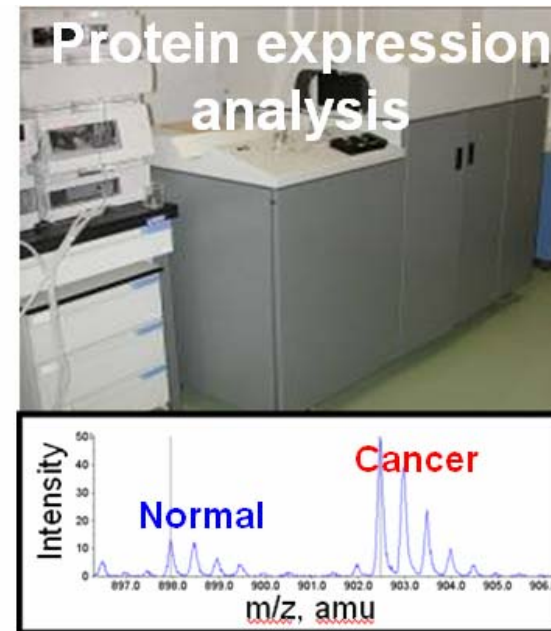 Protein expression
analysis
Intensity
50
40
30
20
10
0
Normal
Cancer
897.0 898.0 899.0 900.0 901.0 902.0 903.0 904.0 905.0 906.
m/z, amu